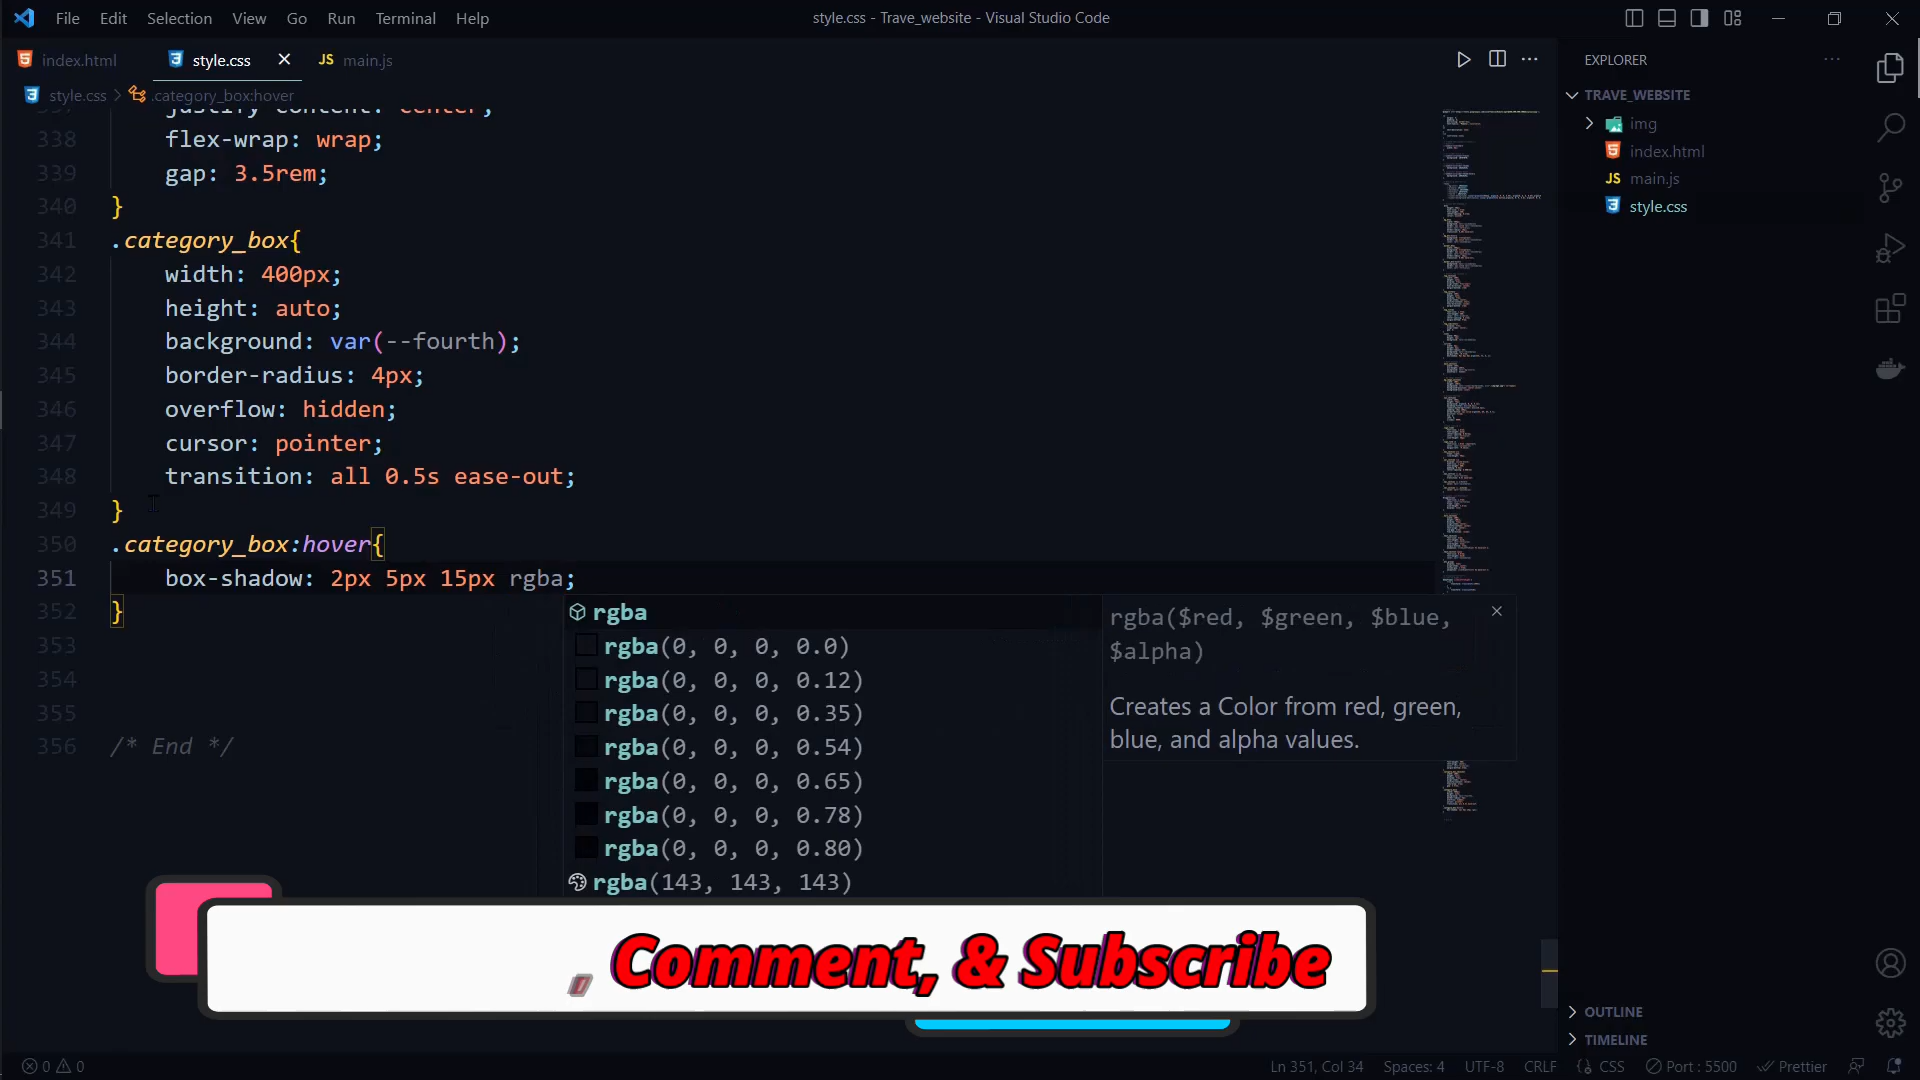 File Edit Selection View Go Run Terminal Help
style.css - Trave_website - Visual Studio Code
index.html style.css main.js
style.css > .category_box:hover
justify-content: center;
338 flex-wrap: wrap;
339 gap: 3.5rem;
340 }
341 .category_box{
342 width: 400px;
343 height: auto;
344 background: var(--fourth);
345 border-radius: 4px;
346 overflow: hidden;
347 cursor: pointer;
348 transition: all 0.5s ease-out;
349 }
350 .category_box:hover{
351 box-shadow: 2px 5px 15px rgba;
352 }
353
354
355
356 /* End */
rgba
rgba(0, 0, 0, 0.0)
rgba(0, 0, 0, 0.12)
rgba(0, 0, 0, 0.35)
rgba(0, 0, 0, 0.54)
rgba(0, 0, 0, 0.65)
rgba(0, 0, 0, 0.78)
rgba(0, 0, 0, 0.80)
rgba(143, 143, 143)
rgba($red, $green, $blue,
$alpha)
Creates a Color from red, green,
blue, and alpha values.
, Comment, & Subscribe
EXPLORER
TRAVE_WEBSITE
img
index.html
JS main.js
style.css
OUTLINE
TIMELINE
0 0
Ln 351, Col 34 Spaces: 4 UTF-8 CRLF CSS Port : 5500 Prettier